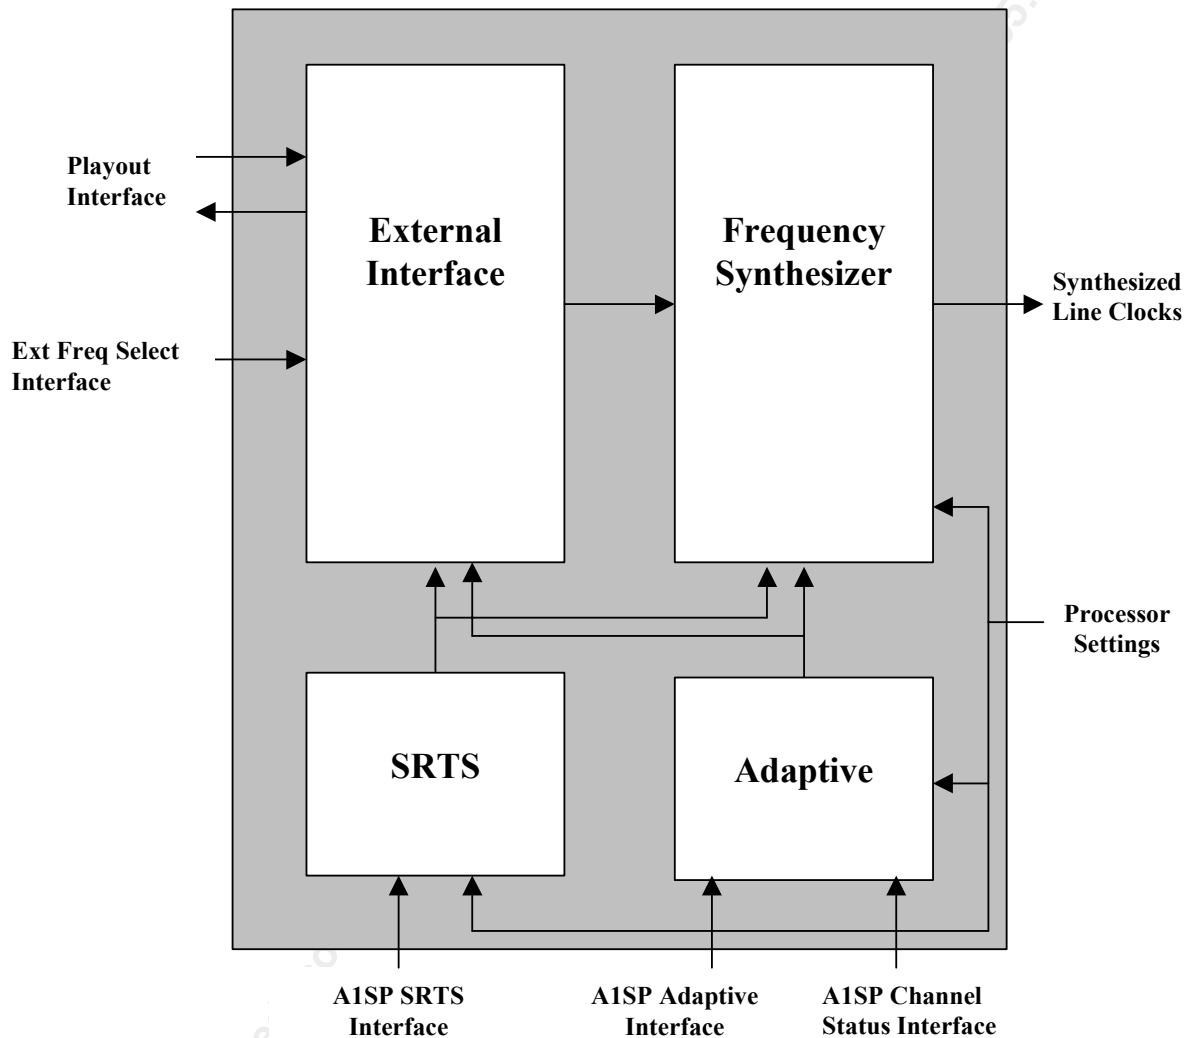 Playout
Interface
External
Interface
Frequency
Synthesizer
Synthesized
Line Clocks
Ext Freq Select
Interface
Processor
Settings
SRTS
Adaptive
A1SP SRTS
Interface
A1SP Adaptive
Interface
A1SP Channel
Status Interface